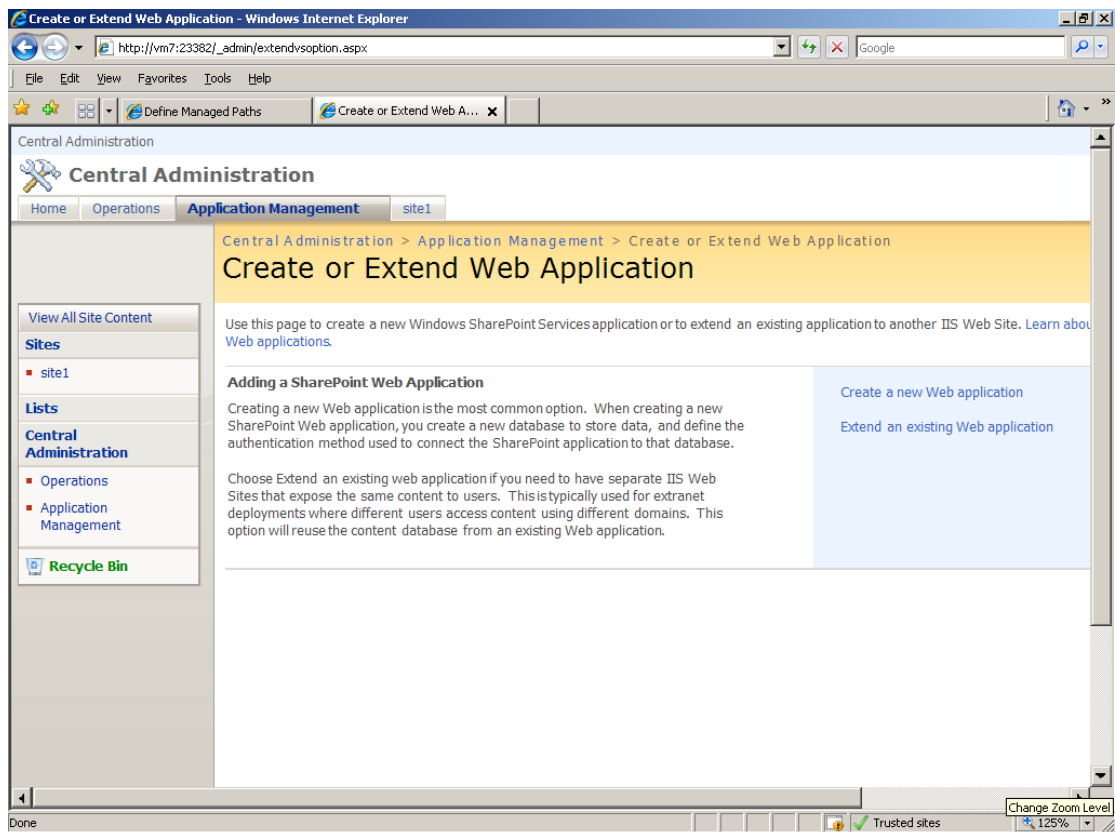 Create or Extend Web Application - Windows Internet Explorer
http://vm7:23382/_admin/extendvsoption.aspx
Google
File Edit View Favorites Tools Help
Define Managed Paths
Create or Extend Web A...
Central Administration
Central Administration
Home Operations Application Management site1
Central Administration > Application Management > Create or Extend Web Application
Create or Extend Web Application
View All Site Content
Sites
site1
Lists
Central
Administration
Operations
Application
Management
Recycle Bin
Use this page to create a new Windows SharePoint Services application or to extend an existing application to another IIS Web Site. Learn abou
Web applications.
Adding a SharePoint Web Application
Creating a new Web application is the most common option. When creating a new
SharePoint Web application, you create a new database to store data, and define the
authentication method used to connect the SharePoint application to that database.
Choose Extend an existing web application if you need to have separate IIS Web
Sites that expose the same content to users. This is typically used for extranet
deployments where different users access content using different domains. This
option will reuse the content database from an existing Web application.
Create a new Web application
Extend an existing Web application
Change Zoom Level
Done
Trusted sites
125%